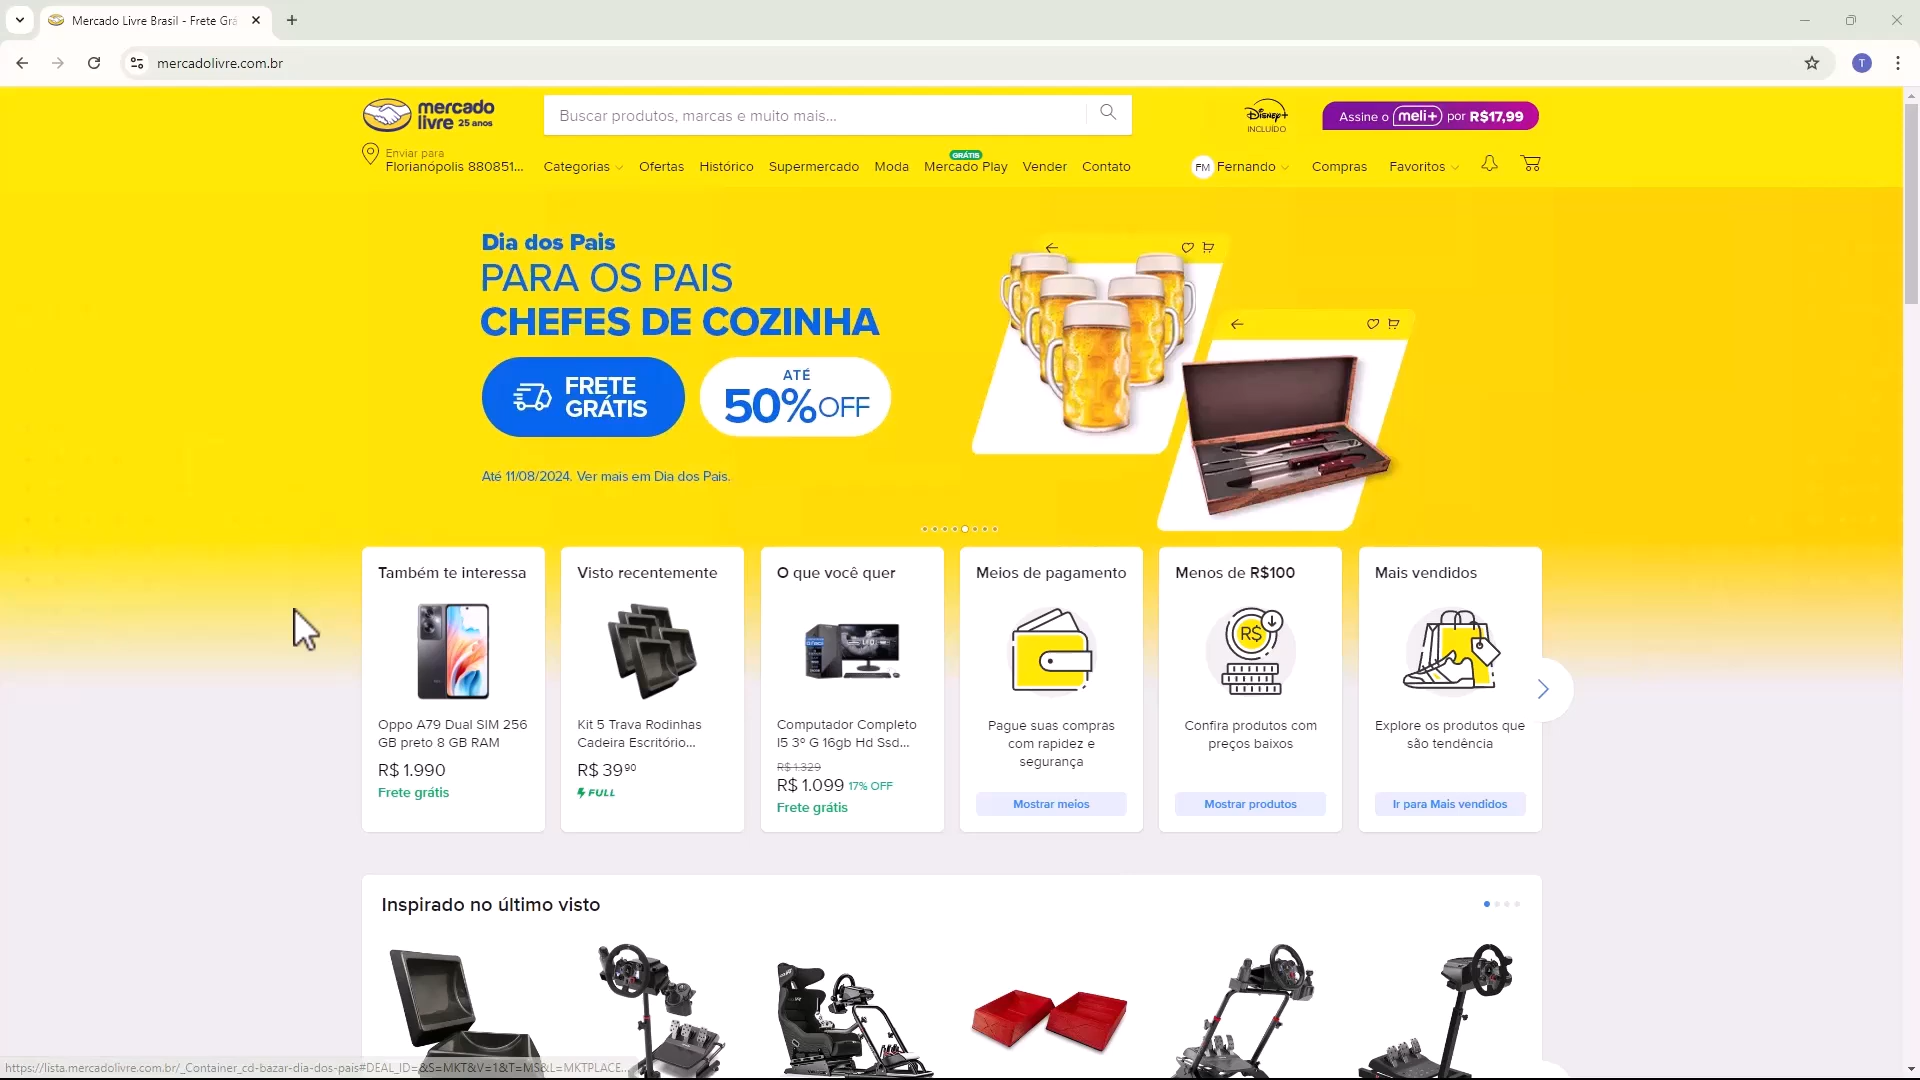 Mercado Livre Brasil - Frete Grá
mercadolivre.com.br
T
mercado
livre 25 anos
Buscar produtos, marcas e muito mais...
Disney+
INCLUÍDO
Assine o meli+ por R$17,99
Enviar para
Florianópolis 880851...
Categorias
Ofertas
Histórico
Supermercado
Moda
GRÁTIS
Mercado Play
Vender
Contato
FM
Fernando
Compras
Favoritos
Dia dos Pais
PARA OS PAIS
CHEFES DE COZINHA
FRETE
GRÁTIS
ATÉ
50% OFF
Até 11/08/2024. Ver mais em Dia dos Pais.
Também te interessa
Oppo A79 Dual SIM 256
GB preto 8 GB RAM
R$ 1.990
Frete grátis
Visto recentemente
Kit 5 Trava Rodinhas
Cadeira Escritório...
R$ 39 90
FULL
O que você quer
Computador Completo
I5 3º G 16gb Hd Ssd...
R$ 1.329
R$ 1.099 17% OFF
Frete grátis
Meios de pagamento
Pague suas compras
com rapidez e
segurança
Mostrar meios
Menos de R$100
R$
Confira produtos com
preços baixos
Mostrar produtos
Mais vendidos
Explore os produtos que
são tendência
Ir para Mais vendidos
Inspirado no último visto
https://lista.mercadolivre.com.br/_Container_cd-bazar-dia-dos-pais#DEAL_ID=&S=MKT&V=1&T=MS&L=MKTPLACE...